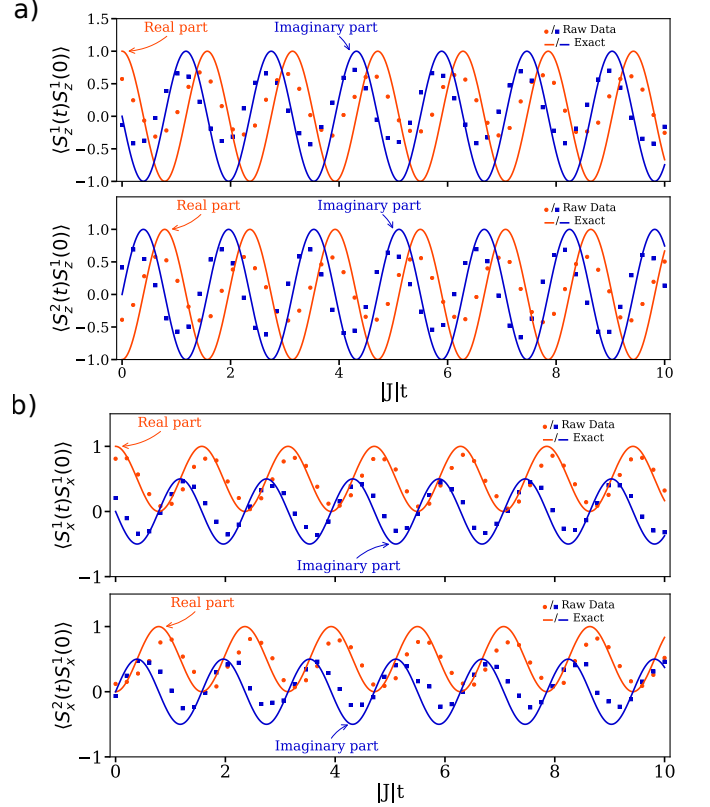 a)
Real part
Imaginary part
/ Raw Data
/ Exact
⟨S_z^1(t)S_z^1(0)⟩
1.5
1.0
0.5
0.0
−0.5
−1.0
Real part
Imaginary part
/ Raw Data
/ Exact
⟨S_z^2(t)S_z^1(0)⟩
1.0
0.5
0.0
−0.5
−1.0
0 2 4 6 8 10
|J|t
b)
Real part
Imaginary part
/ Raw Data
/ Exact
⟨S_x^1(t)S_x^1(0)⟩
1
0
−1
Real part
Imaginary part
/ Raw Data
/ Exact
⟨S_x^2(t)S_x^1(0)⟩
1
0
−1
0 2 4 6 8 10
|J|t